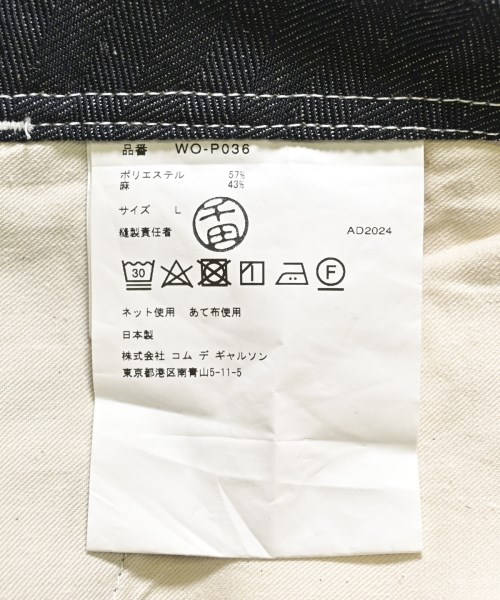 品番 WO-P036
ポリエステル 57%
麻 43%
サイズ L
縫製責任者 千田 AD2024
30 F
ネット使用 あて布使用
日本製
株式会社 コム デ ギャルソン
東京都港区南青山5-11-5